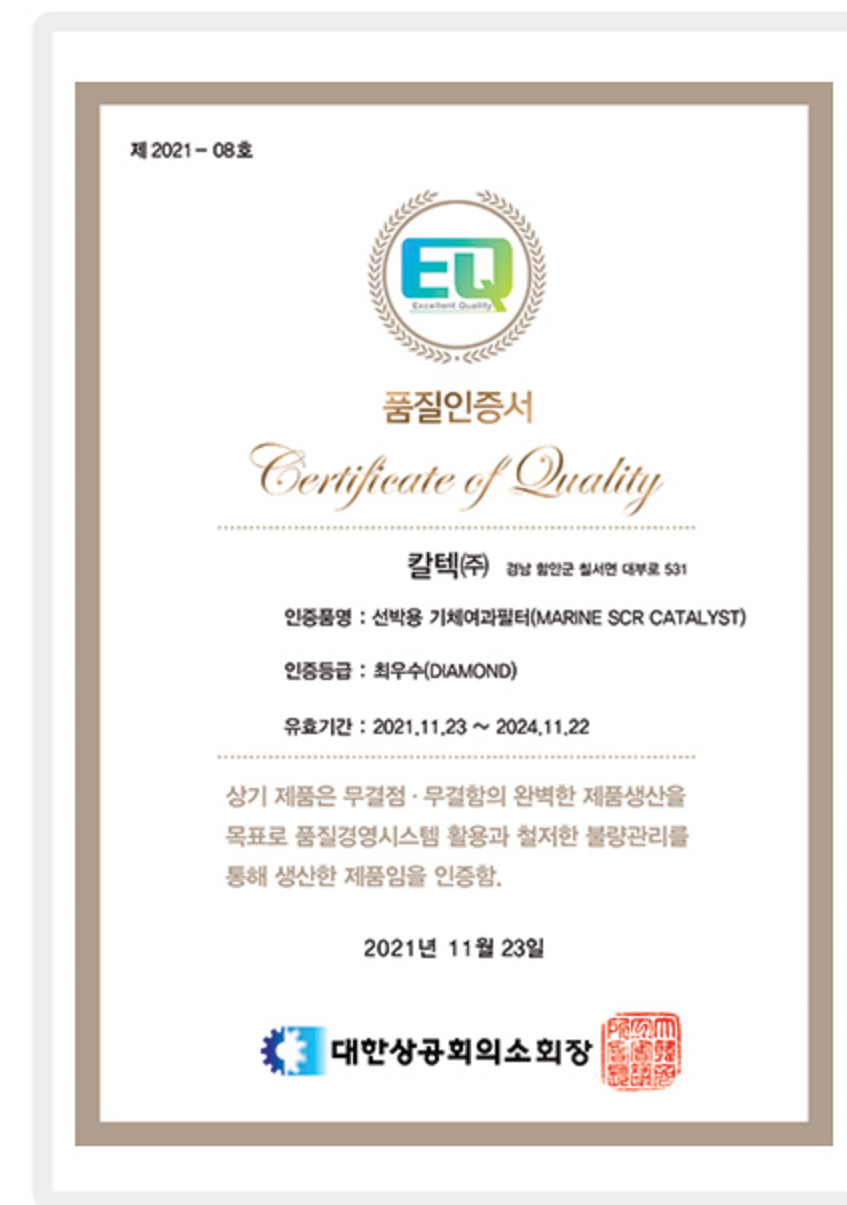 제 2021 - 08 호
EQ
Excellent Quality
품질인증서
Certificate of Quality
칼텍(주) 경남 함안군 칠서면 대부로 531
인증품명 : 선박용 기체여과필터(MARINE SCR CATALYST)
인증등급 : 최우수(DIAMOND)
유효기간 : 2021.11.23 ~ 2024.11.22
상기 제품은 무결점 · 무결함의 완벽한 제품생산을
목표로 품질경영시스템 활용과 철저한 불량관리를
통해 생산한 제품임을 인증함.
2021년 11월 23일
대한상공회의소회장